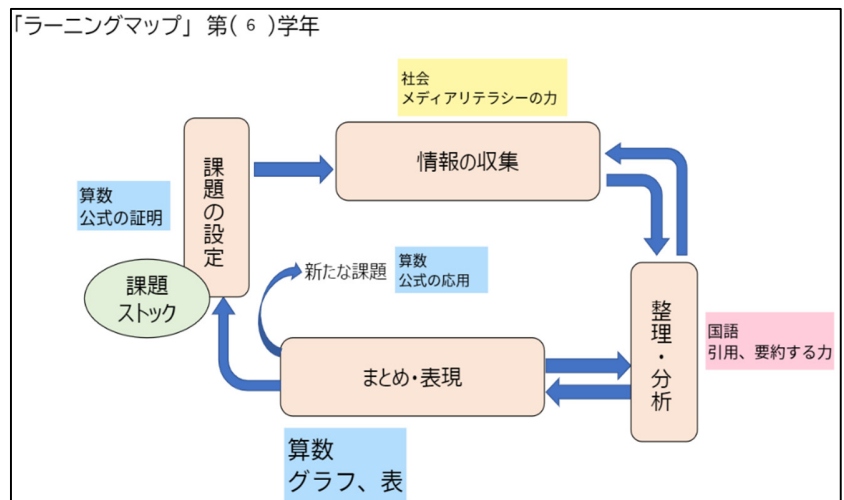 「ラーニングマップ」 第( 6 )学年
社会
メディアリテラシーの力
課題の設定
情報の収集
算数
公式の証明
課題
ストック
新たな課題
算数
公式の応用
整理・分析
国語
引用、要約する力
まとめ・表現
算数
グラフ、表